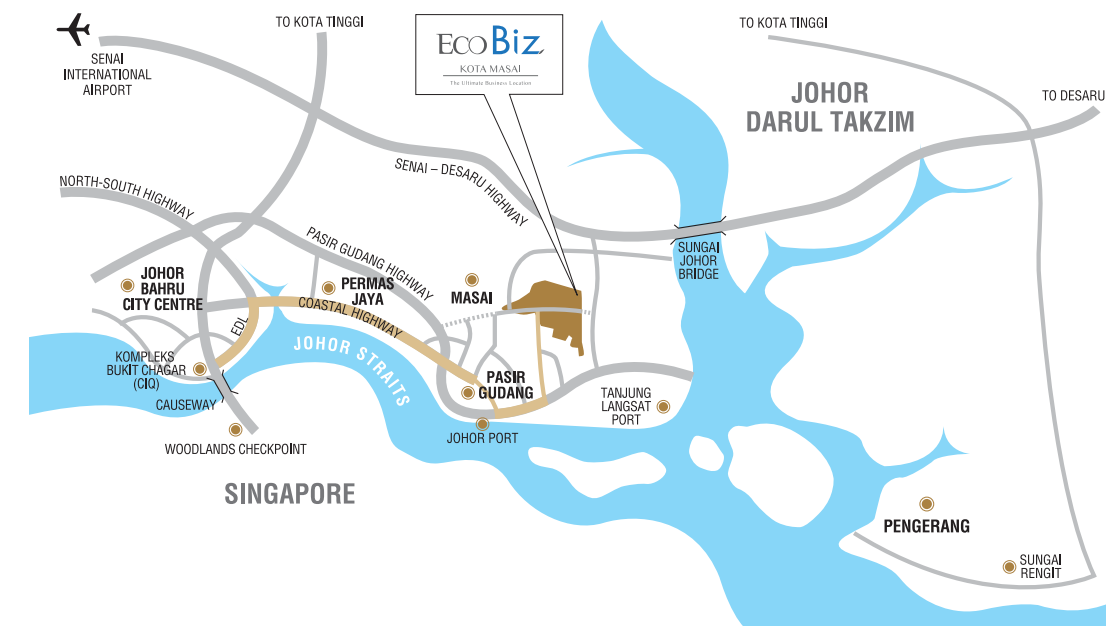 TO KOTA TINGGI
TO KOTA TINGGI
SENAI
INTERNATIONAL
AIRPORT
ECOBIZ
KOTA MASAI
The Ultimate Business Location
JOHOR
DARUL TAKZIM
TO DESARU
SENAI – DESARU HIGHWAY
NORTH-SOUTH HIGHWAY
PASIR GUDANG HIGHWAY
SUNGAI
JOHOR
BRIDGE
JOHOR
BAHRU
CITY CENTRE
PERMAS
JAYA
MASAI
COASTAL HIGHWAY
EDL
JOHOR STRAITS
KOMPLEKS
BUKIT CHAGAR
(CIQ)
PASIR
GUDANG
TANJUNG
LANGSAT
PORT
CAUSEWAY
JOHOR PORT
WOODLANDS CHECKPOINT
SINGAPORE
PENGERANG
SUNGAI
RENGIT